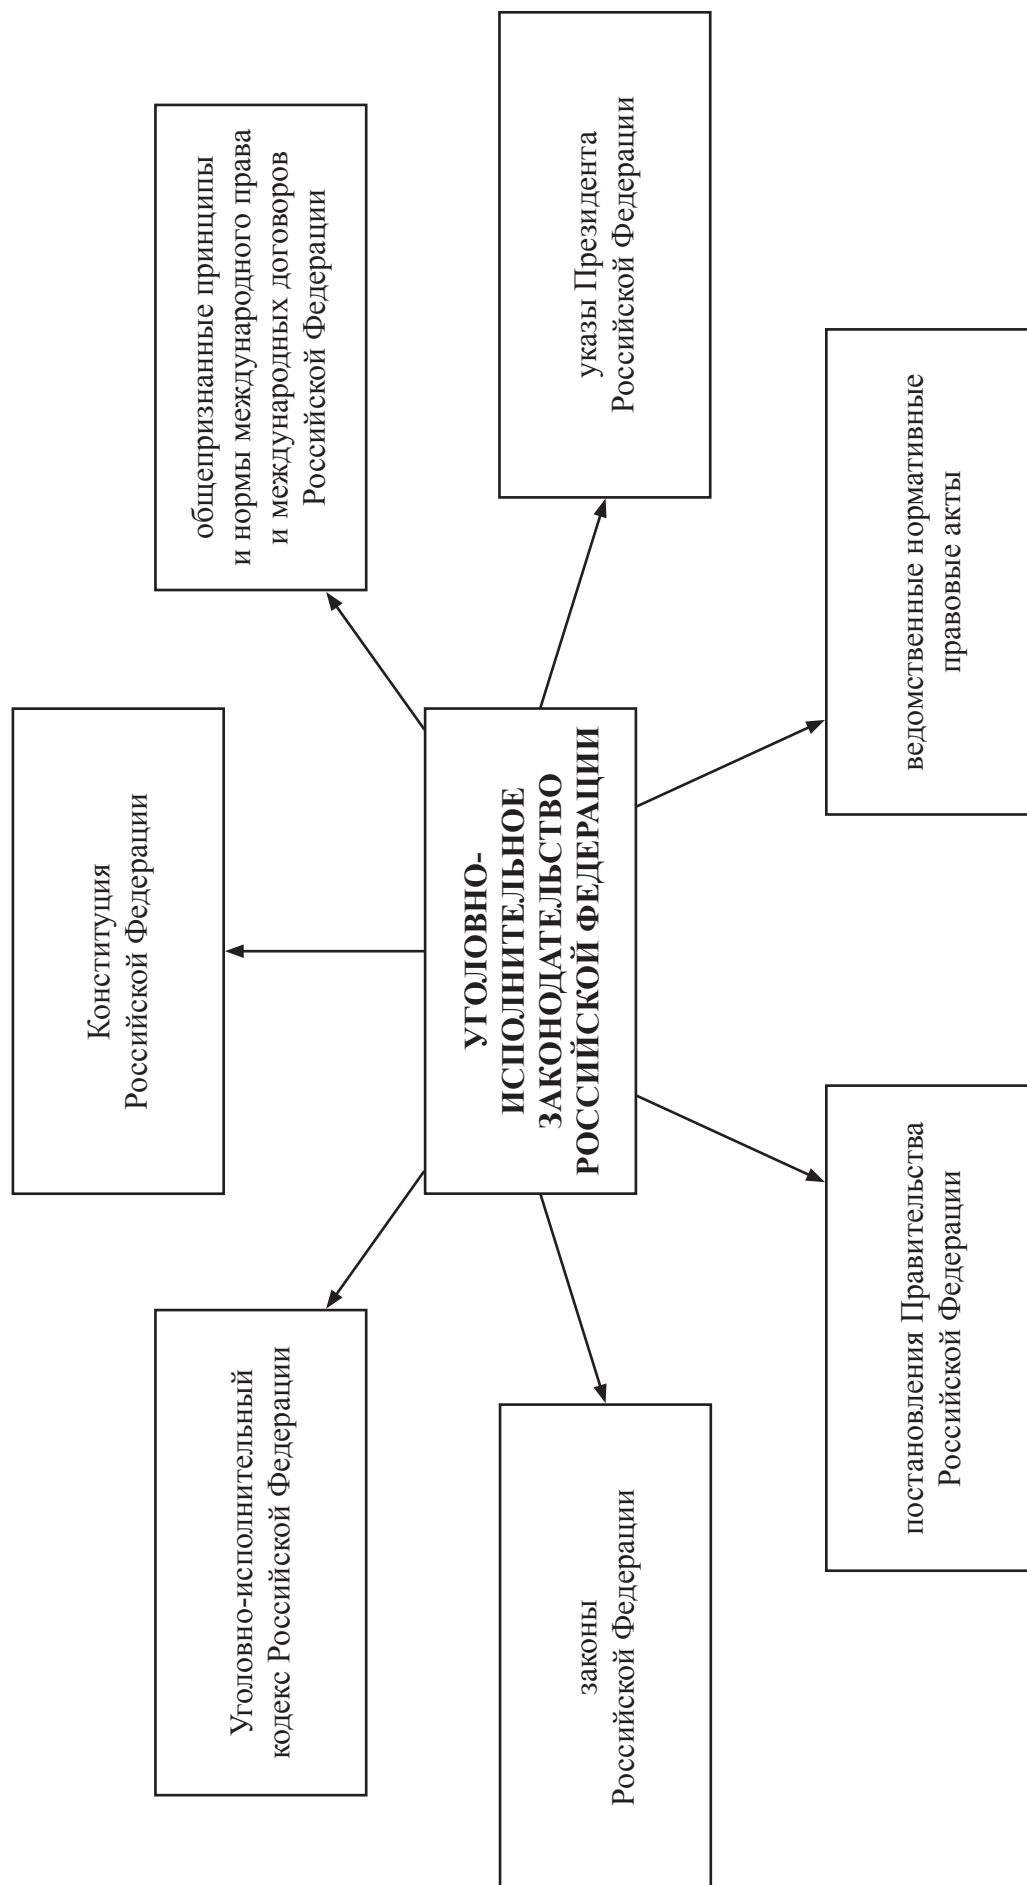 Конституция
Российской Федерации
Уголовно-исполнительный
кодекс Российской Федерации
общепризнанные принципы
и нормы международного права
и международных договоров
Российской Федерации
УГОЛОВНО-
ИСПОЛНИТЕЛЬНОЕ
ЗАКОНОДАТЕЛЬСТВО
РОССИЙСКОЙ ФЕДЕРАЦИИ
законы
Российской Федерации
указы Президента
Российской Федерации
постановления Правительства
Российской Федерации
ведомственные нормативные
правовые акты